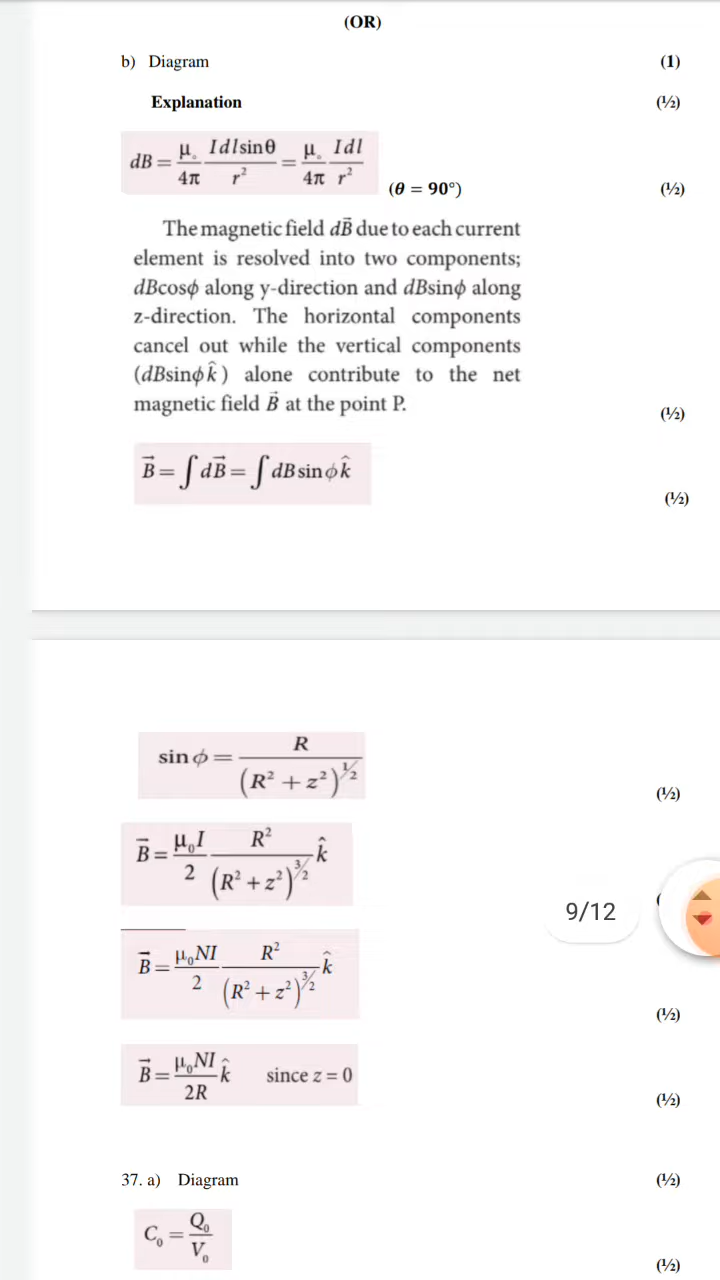 (OR)
b) Diagram (1)
Explanation (½)
dB = μ₀/4π Idl sinθ/r² = μ₀/4π Idl/r² (θ = 90°) (½)
The magnetic field dB⃗ due to each current
element is resolved into two components;
dBcosϕ along y-direction and dBsinϕ along
z-direction. The horizontal components
cancel out while the vertical components
(dBsinϕ k̂) alone contribute to the net
magnetic field B⃗ at the point P. (½)
B⃗ = ∫dB⃗ = ∫dB sinϕ k̂ (½)
sin ϕ = R/(R² + z²)^½ (½)
B⃗ = μ₀I/2 R²/(R² + z²)^3/2 k̂
9/12
B⃗ = μ₀NI/2 R²/(R² + z²)^3/2 k̂ (½)
B⃗ = μ₀NI/2R k̂ since z = 0 (½)
37. a) Diagram (½)
C₀ = Q₀/V₀ (½)